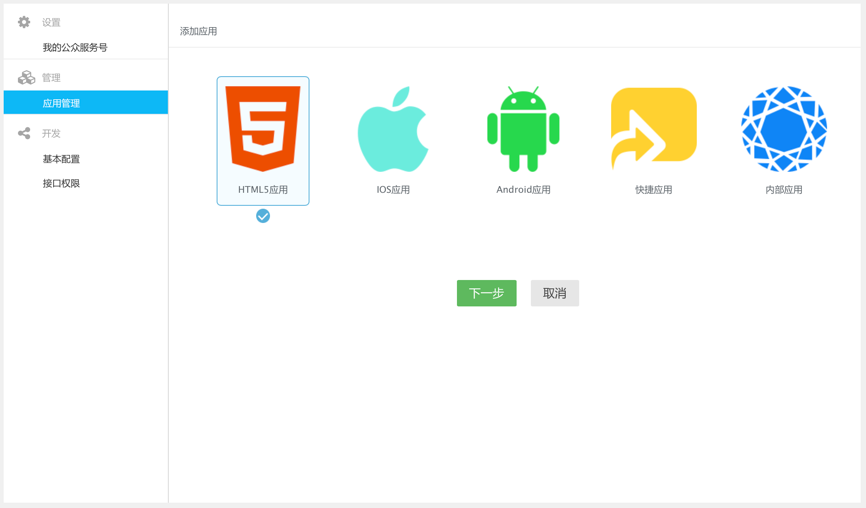 设置
我的公众服务号
管理
应用管理
开发
基本配置
接口权限
添加应用
HTML5应用
IOS应用
Android应用
快捷应用
内部应用
下一步
取消